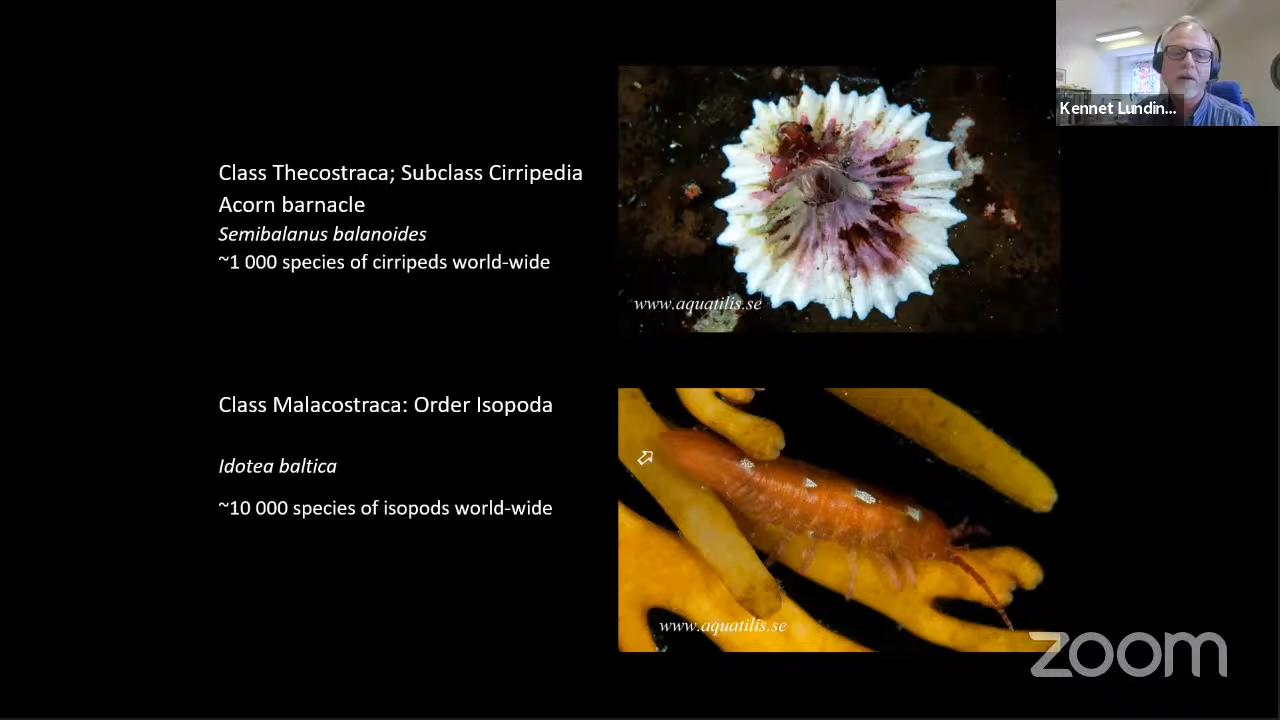 Kennet Lundin...
Class Thecostraca; Subclass Cirripedia
Acorn barnacle
Semibalanus balanoides
~1 000 species of cirripeds world-wide
www.aquatilis.se
Class Malacostraca: Order Isopoda
Idotea baltica
~10 000 species of isopods world-wide
www.aquatilis.se
zoom